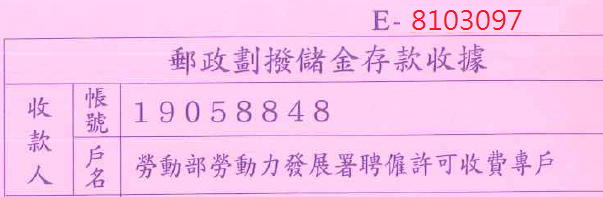 E- 8103097
郵政劃撥儲金存款收據
收款人
帳號 19058848
戶名 勞動部勞動力發展署聘僱許可收費專戶